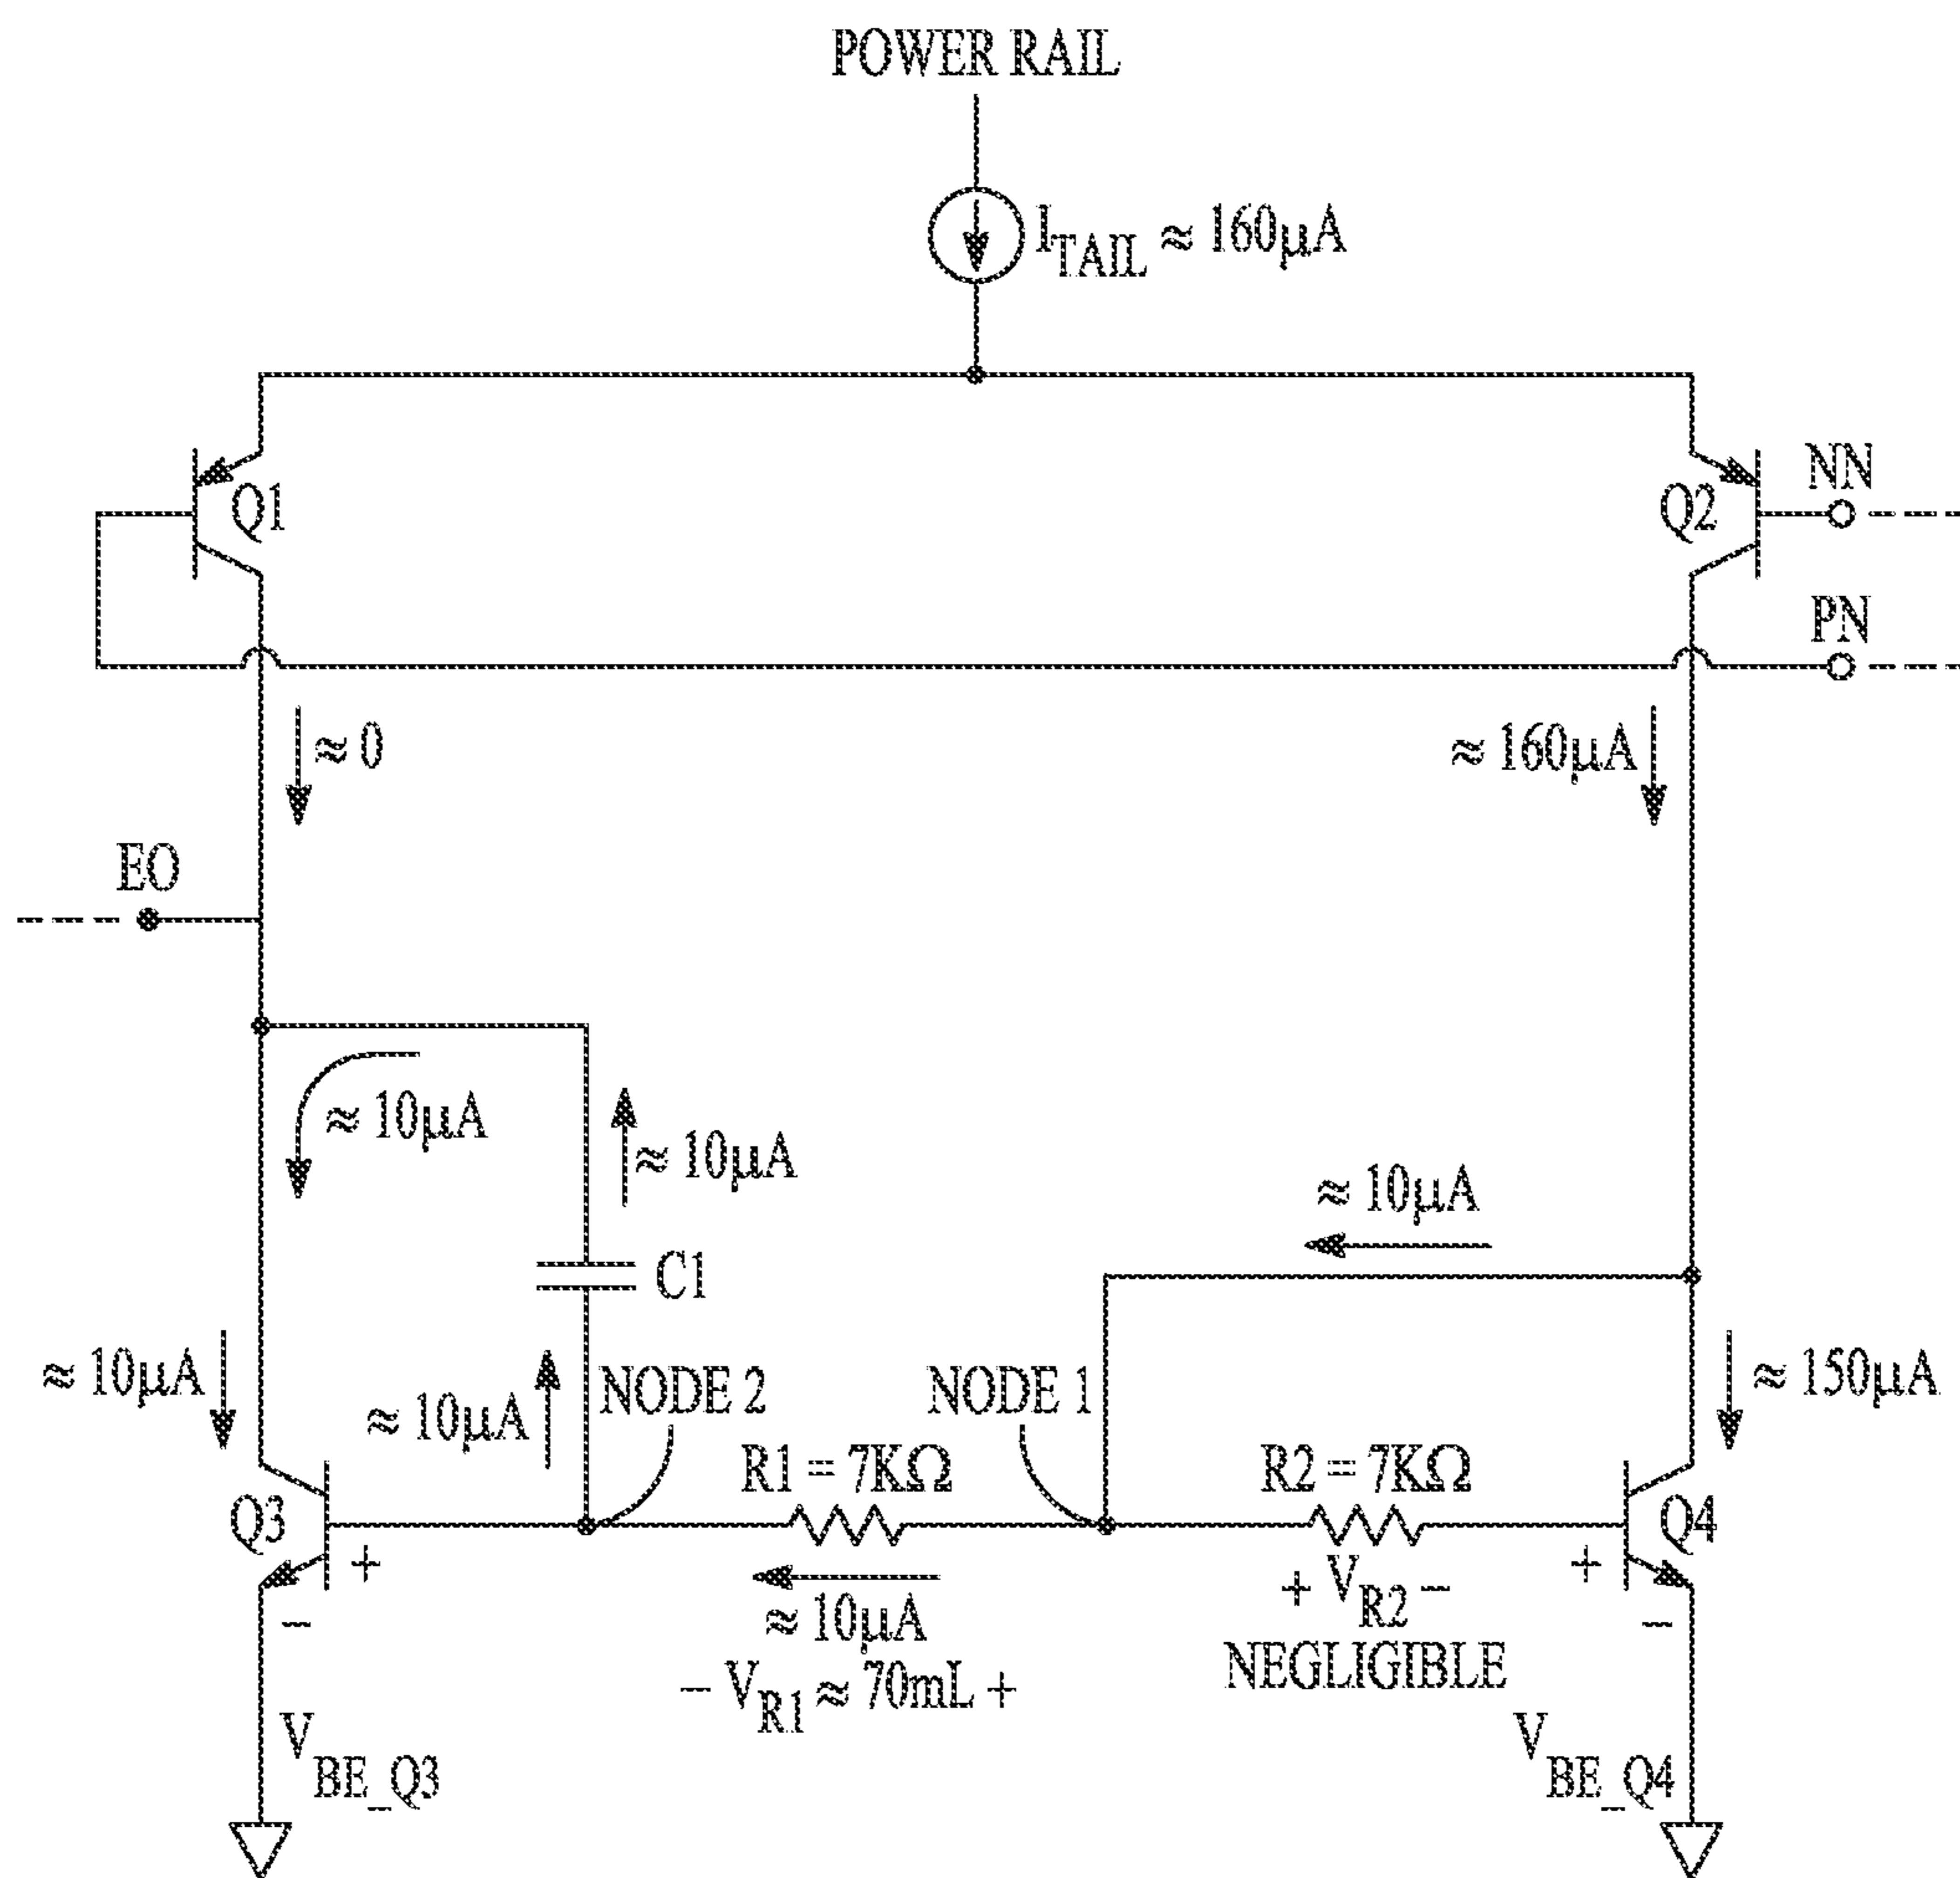 POWER RAIL
I_TAIL ≈ 160μA
Q1
Q2
NN
PN
≈ 0
≈ 160μA
EO
≈ 10μA
≈ 10μA
≈ 10μA
C1
≈ 10μA
≈ 10μA
NODE 2
NODE 1
≈ 150μA
R1 = 7KΩ
R2 = 7KΩ
Q3
Q4
+
+
−
−
≈ 10μA
+ V_R2 −
NEGLIGIBLE
− V_R1 ≈ 70mL +
V_BE_Q3
V_BE_Q4